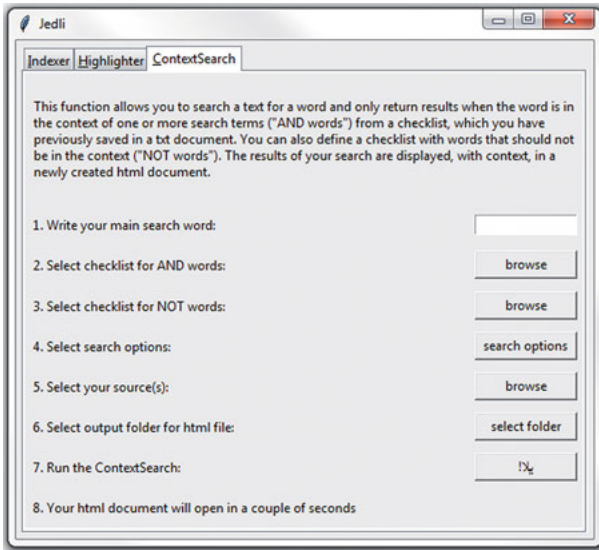 Jedli
Indexer Highlighter ContextSearch
This function allows you to search a text for a word and only return results when the word is in
the context of one or more search terms ("AND words") from a checklist, which you have
previously saved in a txt document. You can also define a checklist with words that should not
be in the context ("NOT words"). The results of your search are displayed, with context, in a
newly created html document.
1. Write your main search word:
2. Select checklist for AND words: browse
3. Select checklist for NOT words: browse
4. Select search options: search options
5. Select your source(s): browse
6. Select output folder for html file: select folder
7. Run the ContextSearch: يلا!
8. Your html document will open in a couple of seconds